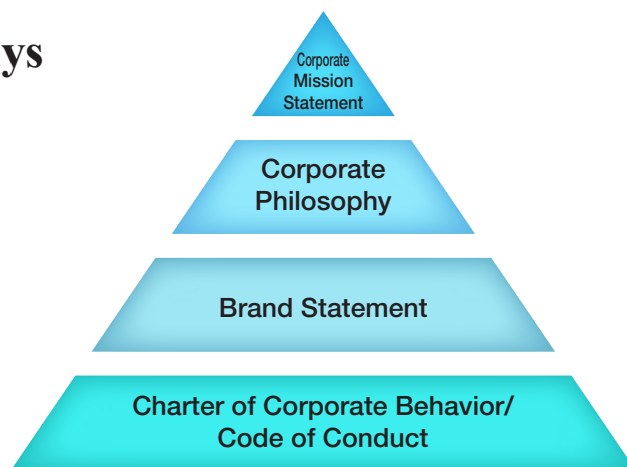 ys
Corporate
Mission
Statement
Corporate
Philosophy
Brand Statement
Charter of Corporate Behavior/
Code of Conduct